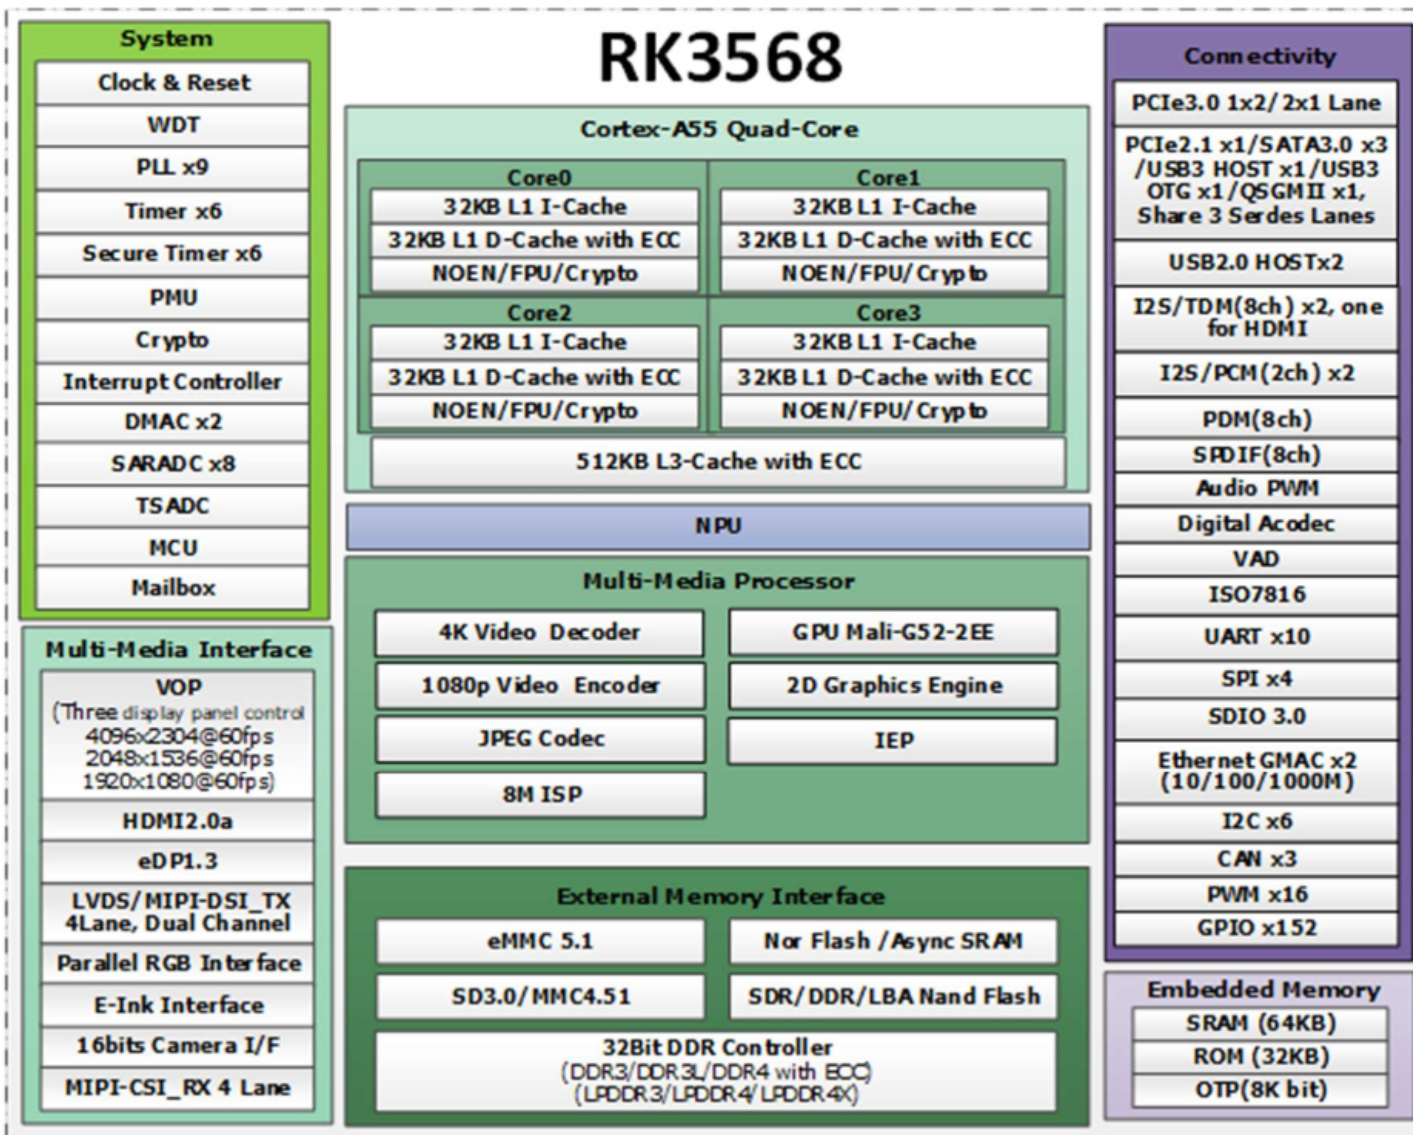 RK3568
System
Clock & Reset
WDT
PLL x9
Timer x6
Secure Timer x6
PMU
Crypto
Interrupt Controller
DMAC x2
SARADC x8
TSADC
MCU
Mailbox
Multi-Media Interface
VOP
(Three display panel control
4096x2304@60fps
2048x1536@60fps
1920x1080@60fps)
HDMI2.0a
eDP1.3
LVDS/MIPI-DSI_TX
4Lane, Dual Channel
Parallel RGB Interface
E-Ink Interface
16bits Camera I/F
MIPI-CSI_RX 4 Lane
Cortex-A55 Quad-Core
Core0
32KB L1 I-Cache
32KB L1 D-Cache with ECC
NOEN/FPU/Crypto
Core1
32KB L1 I-Cache
32KB L1 D-Cache with ECC
NOEN/FPU/Crypto
Core2
32KB L1 I-Cache
32KB L1 D-Cache with ECC
NOEN/FPU/Crypto
Core3
32KB L1 I-Cache
32KB L1 D-Cache with ECC
NOEN/FPU/Crypto
512KB L3-Cache with ECC
NPU
Multi-Media Processor
4K Video Decoder
1080p Video Encoder
JPEG Codec
8M ISP
GPU Mali-G52-2EE
2D Graphics Engine
IEP
External Memory Interface
eMMC 5.1
Nor Flash /Async SRAM
SD3.0/MMC4.51
SDR/DDR/LBA Nand Flash
32Bit DDR Controller
(DDR3/DDR3L/DDR4 with ECC)
(LPDDR3/LPDDR4/LPDDR4X)
Connectivity
PCIe3.0 1x2/2x1 Lane
PCIe2.1 x1/SATA3.0 x3
/USB3 HOST x1/USB3
OTG x1/QSGMII x1,
Share 3 Serdes Lanes
USB2.0 HOSTx2
I2S/TDM(8ch) x2, one
for HDMI
I2S/PCM(2ch) x2
PDM(8ch)
SPDIF(8ch)
Audio PWM
Digital Acodec
VAD
ISO7816
UART x10
SPI x4
SDIO 3.0
Ethernet GMAC x2
(10/100/1000M)
I2C x6
CAN x3
PWM x16
GPIO x152
Embedded Memory
SRAM (64KB)
ROM (32KB)
OTP(8K bit)